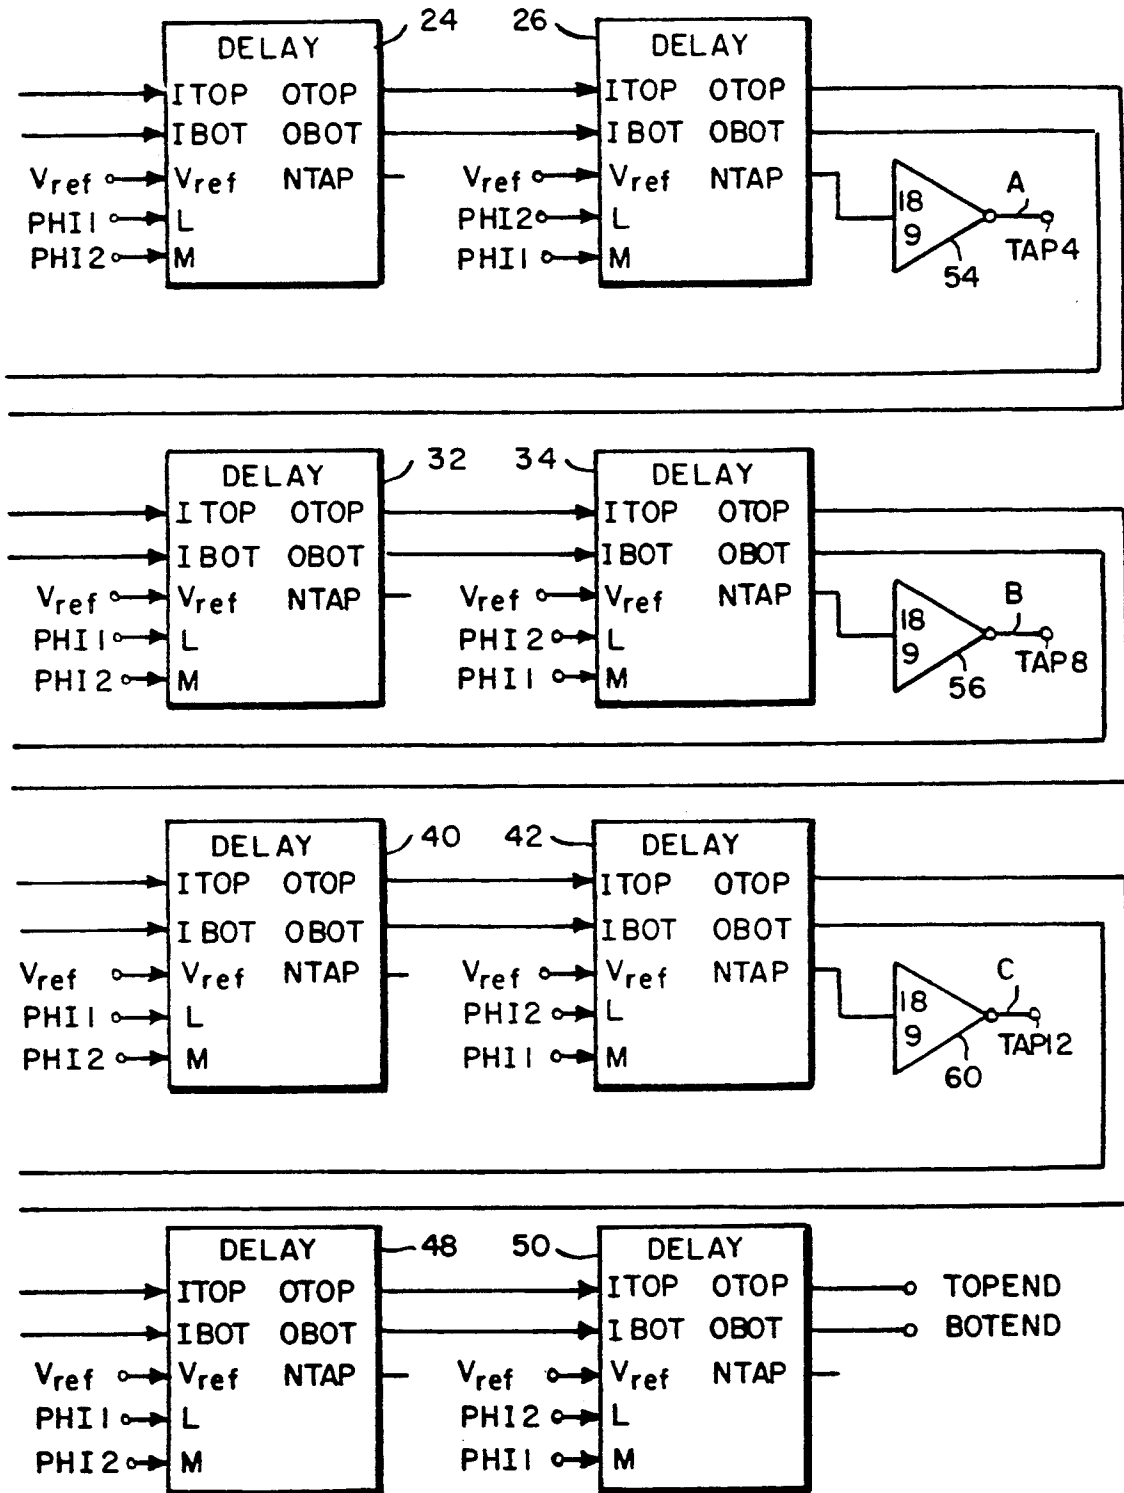 24 26
DELAY DELAY
ITOP OTOP ITOP OTOP
IBOT OBOT IBOT OBOT
Vref Vref NTAP Vref Vref NTAP 18 A
PHI1 L PHI2 L 9 TAP4
PHI2 M PHI1 M 54
32 34
DELAY DELAY
ITOP OTOP ITOP OTOP
IBOT OBOT IBOT OBOT
Vref Vref NTAP Vref Vref NTAP 18 B
PHI1 L PHI2 L 9 TAP8
PHI2 M PHI1 M 56
40 42
DELAY DELAY
ITOP OTOP ITOP OTOP
IBOT OBOT IBOT OBOT
Vref Vref NTAP Vref Vref NTAP C
PHI1 L PHI2 L 18 TAP12
PHI2 M PHI1 M 9 60
DELAY 48 50 DELAY
ITOP OTOP ITOP OTOP TOPEND
IBOT OBOT IBOT OBOT BOTEND
Vref Vref NTAP Vref Vref NTAP
PHI1 L PHI2 L
PHI2 M PHI1 M